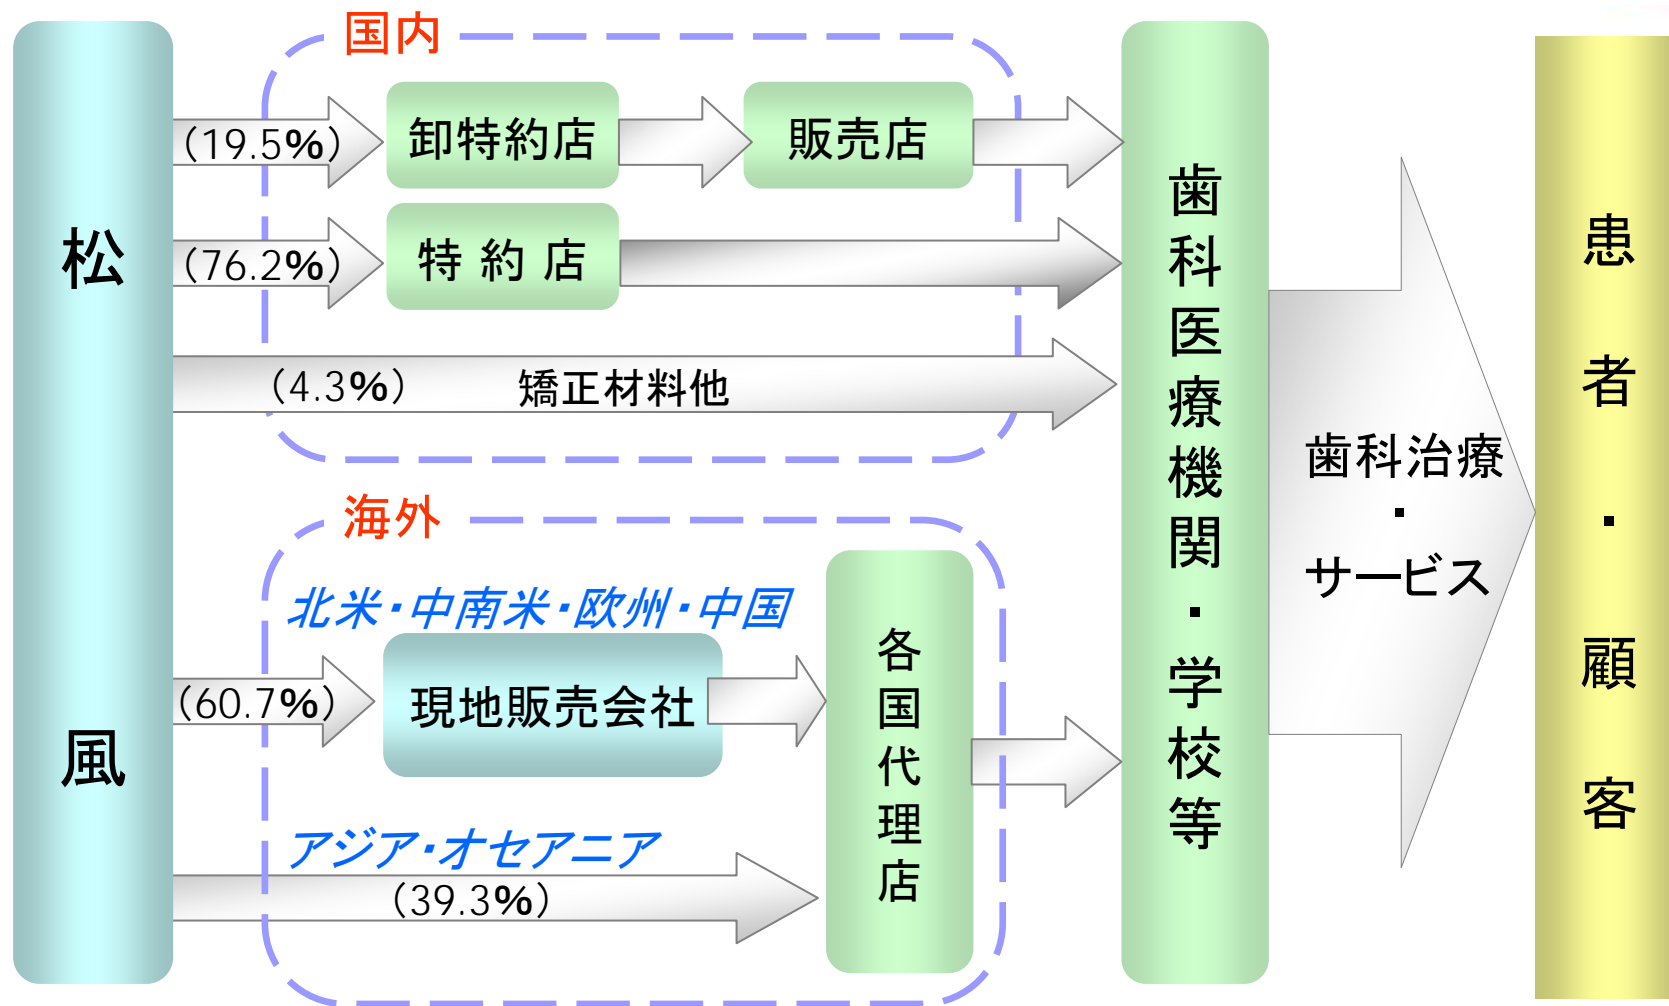 松風
国内
(19.5%)
卸特約店
販売店
(76.2%)
特約店
(4.3%)
矯正材料他
海外
北米・中南米・欧州・中国
(60.7%)
現地販売会社
アジア・オセアニア
(39.3%)
各国代理店
歯科医療機関・学校等
歯科治療
・
サービス
患者・顧客